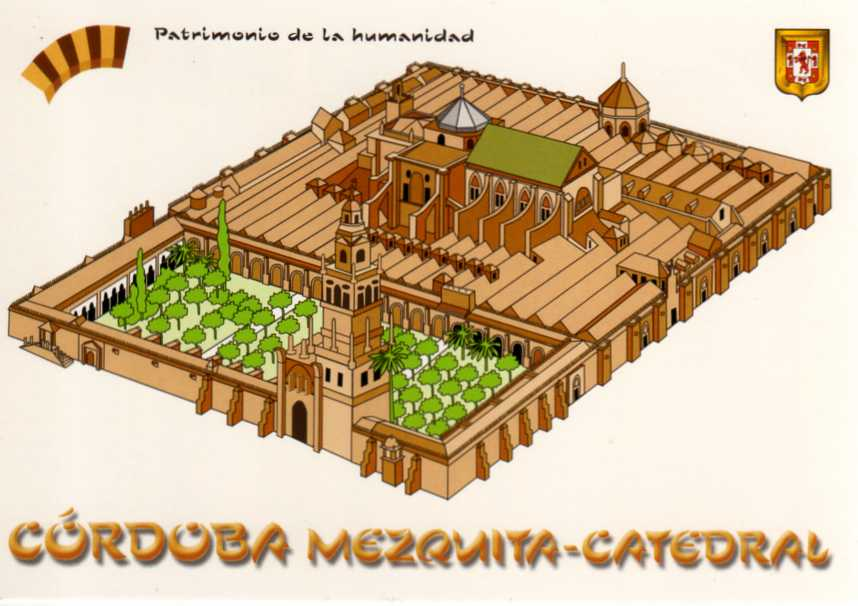 Patrimonio de la humanidad
CÓRDOBA MEZQUITA-CATEDRAL